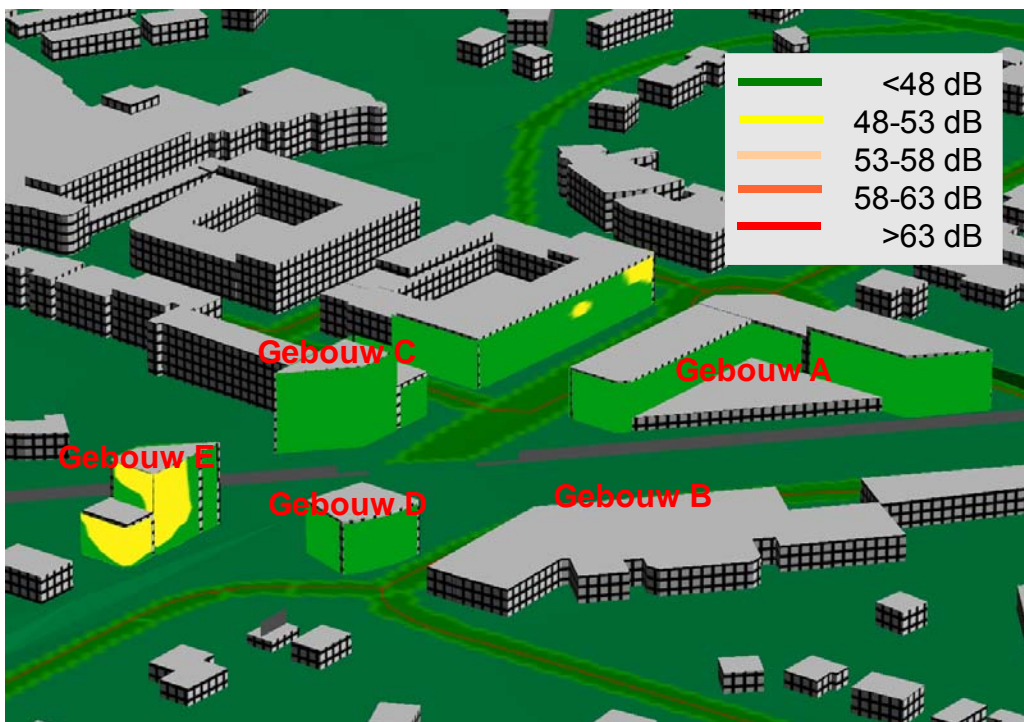 <48 dB
48-53 dB
53-58 dB
58-63 dB
>63 dB
Gebouw C
Gebouw A
Gebouw E
Gebouw D
Gebouw B